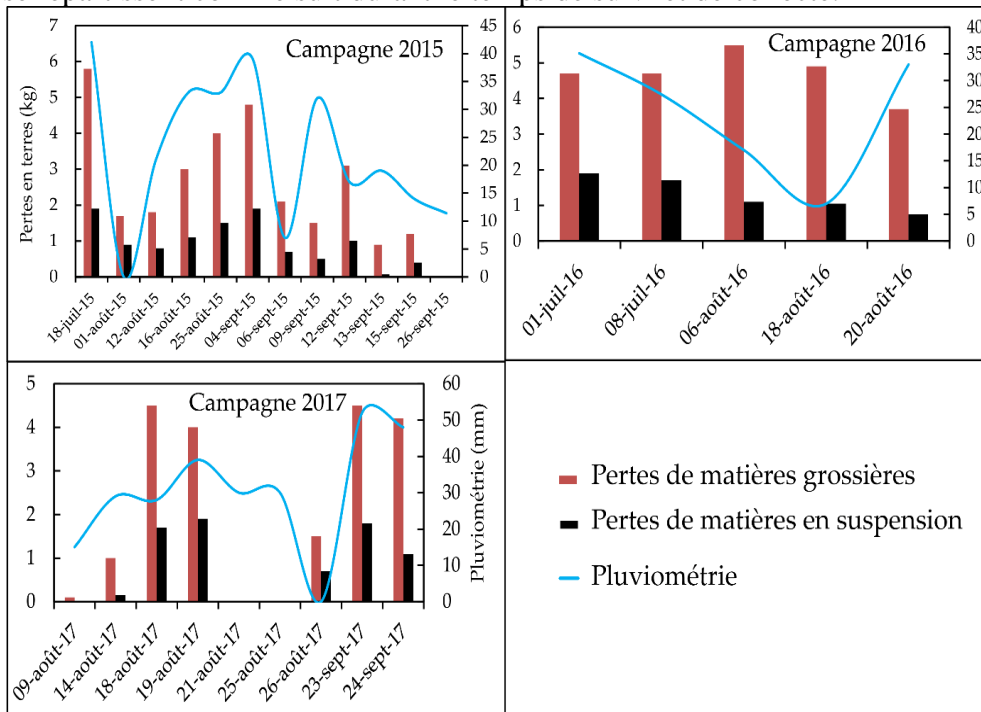 Campagne 2015
Pertes en terres (kg)
7
6
5
4
3
2
1
0
45
40
35
30
25
20
15
10
5
0
18-juil-15
01-août-15
12-août-15
16-août-15
25-août-15
04-sept-15
06-sept-15
09-sept-15
12-sept-15
13-sept-15
15-sept-15
26-sept-15
Campagne 2016
6
5
4
3
2
1
0
40
35
30
25
20
15
10
5
0
01-juil-16
08-juil-16
06-août-16
18-août-16
20-août-16
Campagne 2017
5
4
3
2
1
0
60
50
40
30
20
10
0
Pluviométrie (mm)
09-août-17
14-août-17
18-août-17
19-août-17
21-août-17
25-août-17
26-août-17
23-sept-17
24-sept-17
Pertes de matières grossières
Pertes de matières en suspension
Pluviométrie